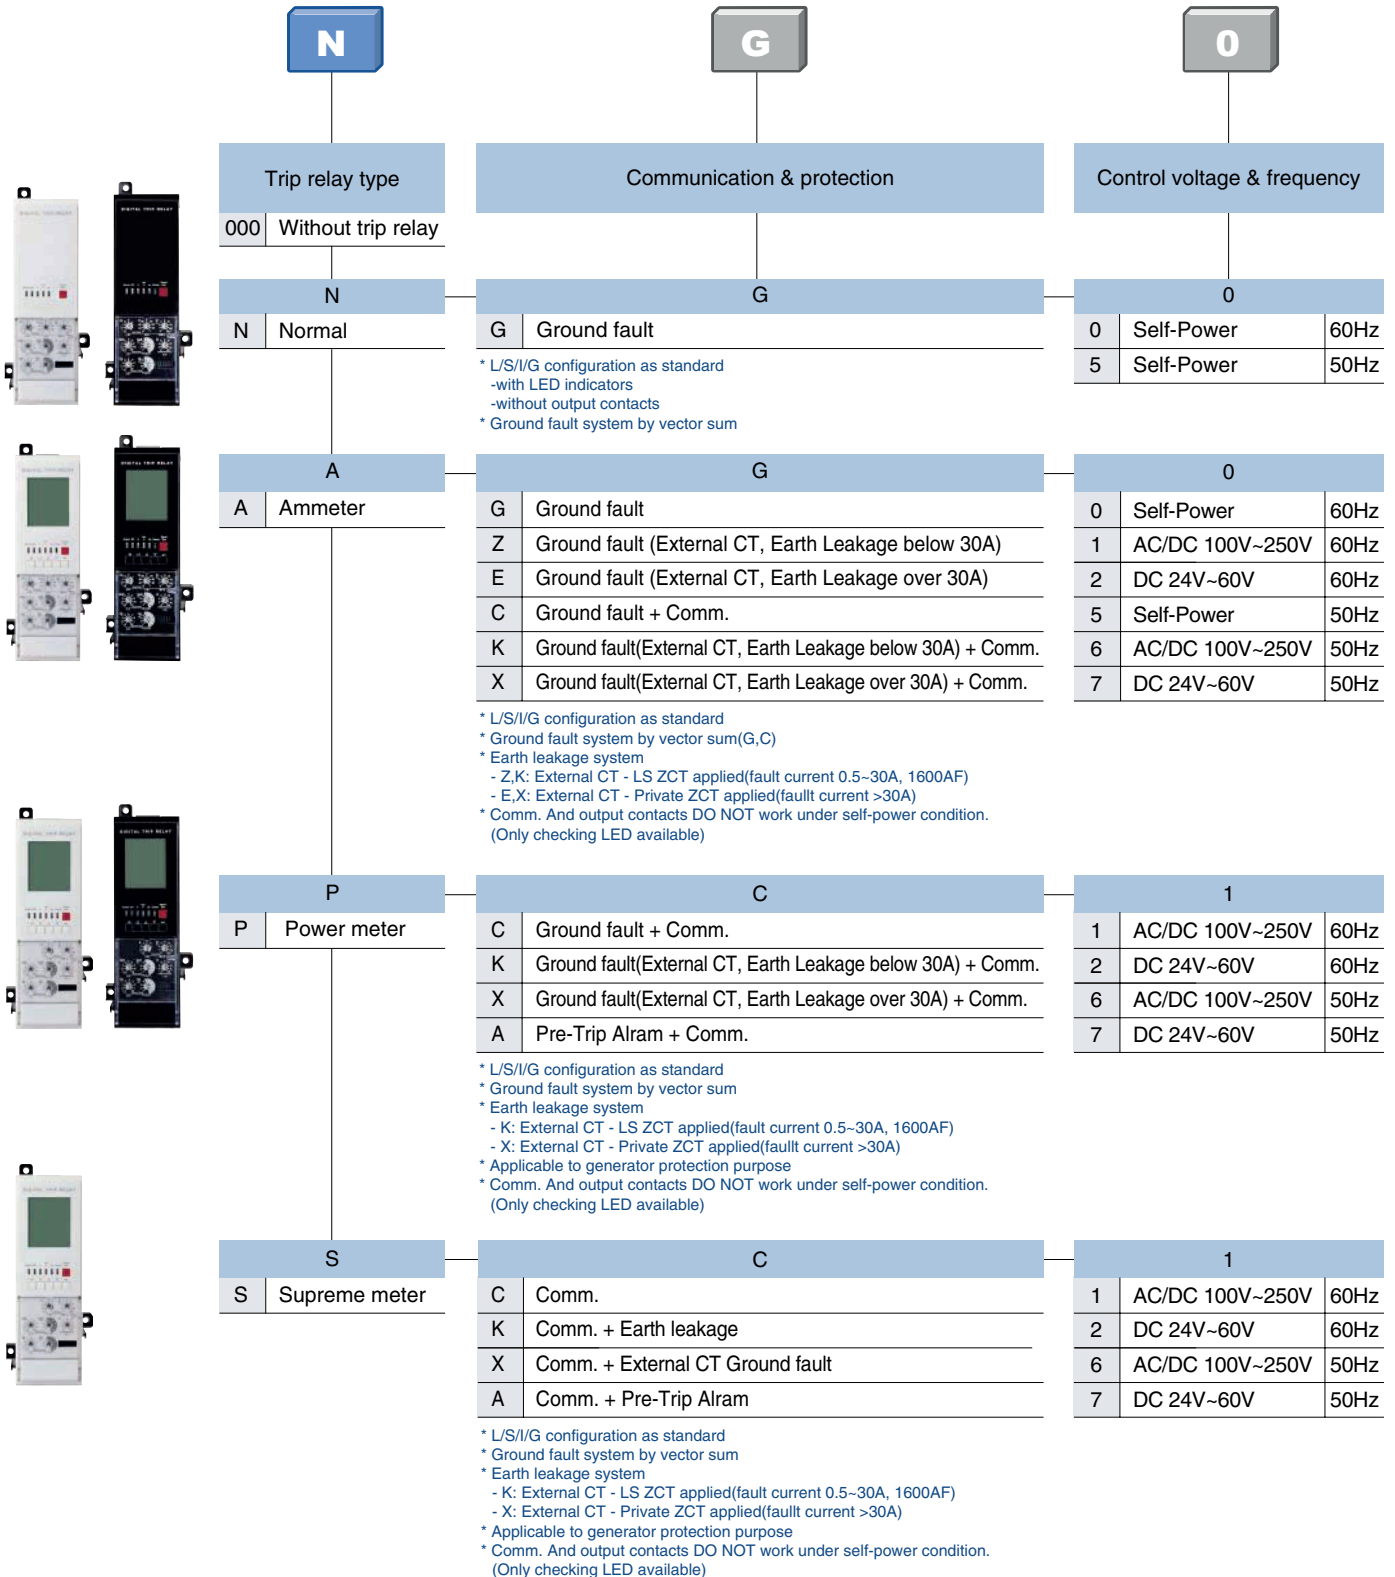 N G 0
Trip relay type
Communication & protection
Control voltage & frequency
000 Without trip relay
N G 0
N Normal
G Ground fault
* L/S/I/G configuration as standard
-with LED indicators
-without output contacts
* Ground fault system by vector sum
0 Self-Power 60Hz
5 Self-Power 50Hz
DIGITAL TRIP RELAY
DIGITAL TRIP RELAY
A G 0
A Ammeter
G Ground fault
Z Ground fault (External CT, Earth Leakage below 30A)
E Ground fault (External CT, Earth Leakage over 30A)
C Ground fault + Comm.
K Ground fault(External CT, Earth Leakage below 30A) + Comm.
X Ground fault(External CT, Earth Leakage over 30A) + Comm.
* L/S/I/G configuration as standard
* Ground fault system by vector sum(G,C)
* Earth leakage system
- Z,K: External CT - LS ZCT applied(fault current 0.5~30A, 1600AF)
- E,X: External CT - Private ZCT applied(faullt current >30A)
* Comm. And output contacts DO NOT work under self-power condition.
(Only checking LED available)
0 Self-Power 60Hz
1 AC/DC 100V~250V 60Hz
2 DC 24V~60V 60Hz
5 Self-Power 50Hz
6 AC/DC 100V~250V 50Hz
7 DC 24V~60V 50Hz
DIGITAL TRIP RELAY
DIGITAL TRIP RELAY
P C 1
P Power meter
C Ground fault + Comm.
K Ground fault(External CT, Earth Leakage below 30A) + Comm.
X Ground fault(External CT, Earth Leakage over 30A) + Comm.
A Pre-Trip Alram + Comm.
* L/S/I/G configuration as standard
* Ground fault system by vector sum
* Earth leakage system
- K: External CT - LS ZCT applied(fault current 0.5~30A, 1600AF)
- X: External CT - Private ZCT applied(faullt current >30A)
* Applicable to generator protection purpose
* Comm. And output contacts DO NOT work under self-power condition.
(Only checking LED available)
1 AC/DC 100V~250V 60Hz
2 DC 24V~60V 60Hz
6 AC/DC 100V~250V 50Hz
7 DC 24V~60V 50Hz
DIGITAL TRIP RELAY
S C 1
S Supreme meter
C Comm.
K Comm. + Earth leakage
X Comm. + External CT Ground fault
A Comm. + Pre-Trip Alram
* L/S/I/G configuration as standard
* Ground fault system by vector sum
* Earth leakage system
- K: External CT - LS ZCT applied(fault current 0.5~30A, 1600AF)
- X: External CT - Private ZCT applied(faullt current >30A)
* Applicable to generator protection purpose
* Comm. And output contacts DO NOT work under self-power condition.
(Only checking LED available)
1 AC/DC 100V~250V 60Hz
2 DC 24V~60V 60Hz
6 AC/DC 100V~250V 50Hz
7 DC 24V~60V 50Hz